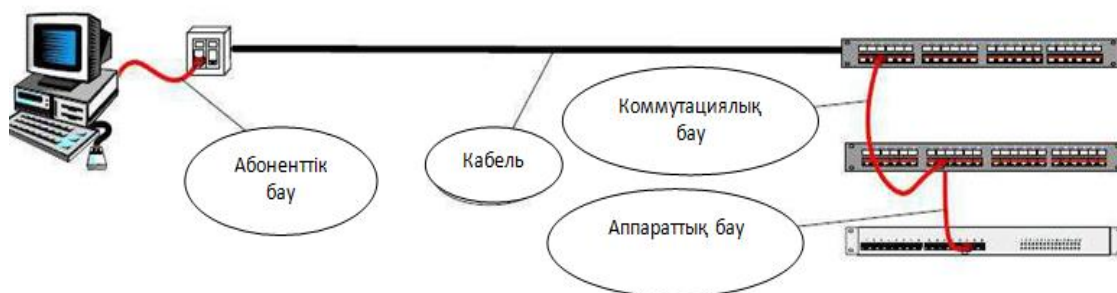 Коммутациялық
бау
Абоненттік
бау
Кабель
Аппараттық бау